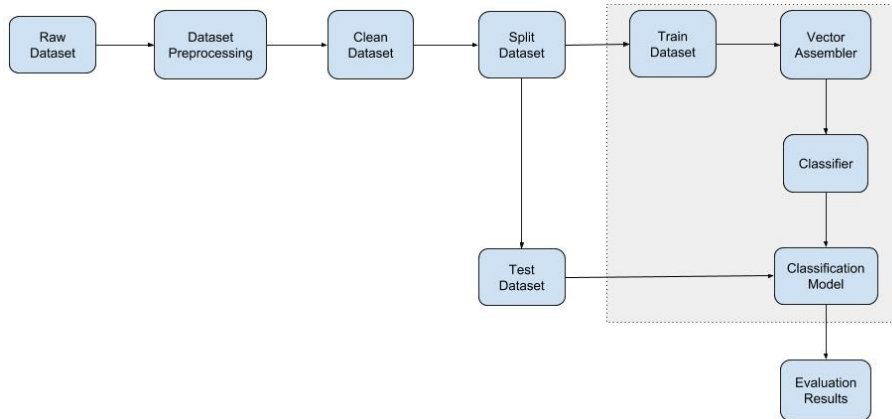 Raw
Dataset
Dataset
Preprocessing
Clean
Dataset
Split
Dataset
Train
Dataset
Vector
Assembler
Classifier
Test
Dataset
Classification
Model
Evaluation
Results